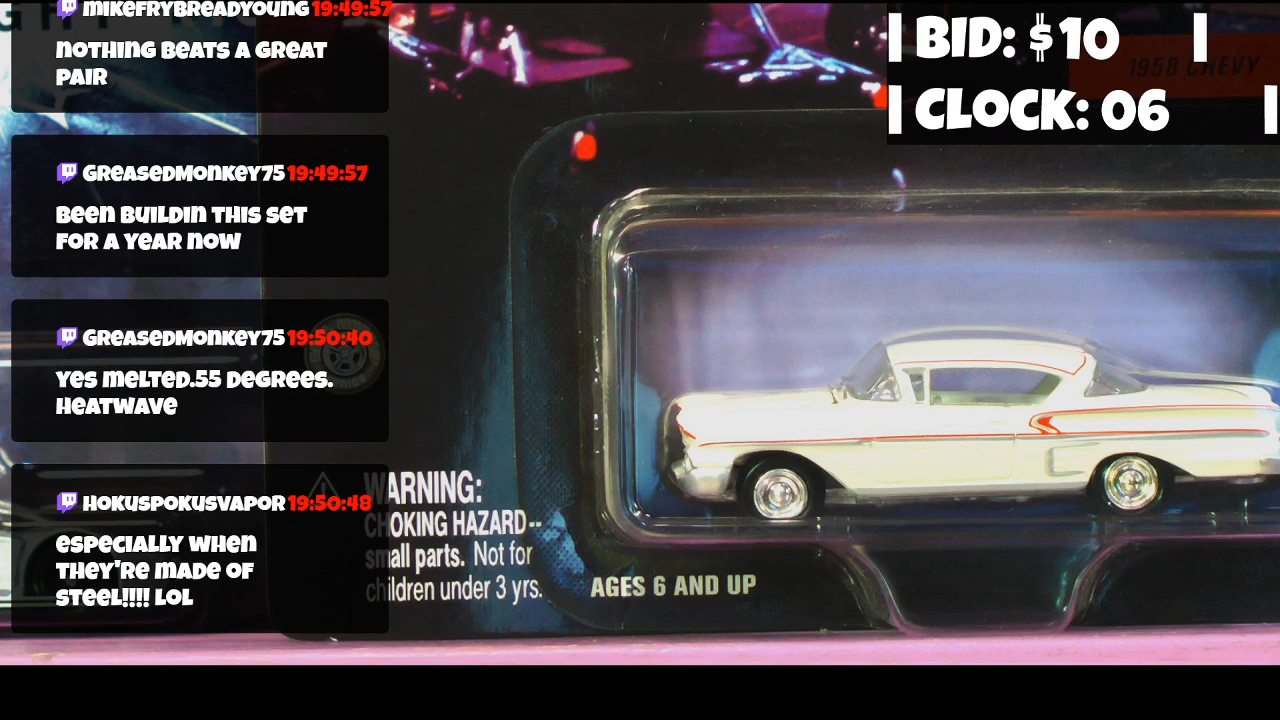 mikefrybreadyoung 19:49:57
nothing beats a great
pair
GreasedMonkey75 19:49:57
Been buildin this set
for a year now
GreasedMonkey75 19:50:40
Yes melted.55 degrees.
Heatwave
HokusPokusVapor 19:50:48
especially when
they're made of
steel!!!! lol
| BID: $10 |
1958 CHEVY
| CLOCK: 06 |
WARNING:
CHOKING HAZARD--
small parts. Not for
children under 3 yrs.
AGES 6 AND UP